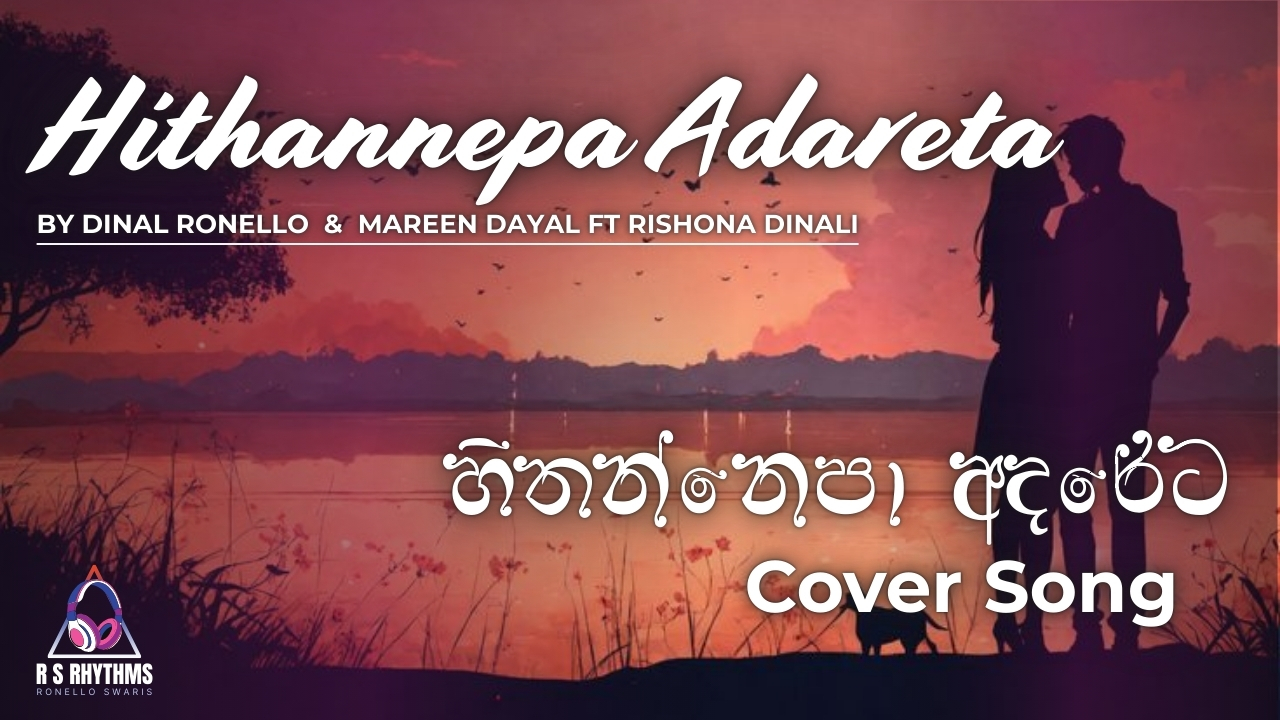 Hithannepa Adareta
BY DINAL RONELLO & MAREEN DAYAL FT RISHONA DINALI
හිතන්නෙපා අදරේට
Cover Song
R S RHYTHMS
RONELLO SWARIS